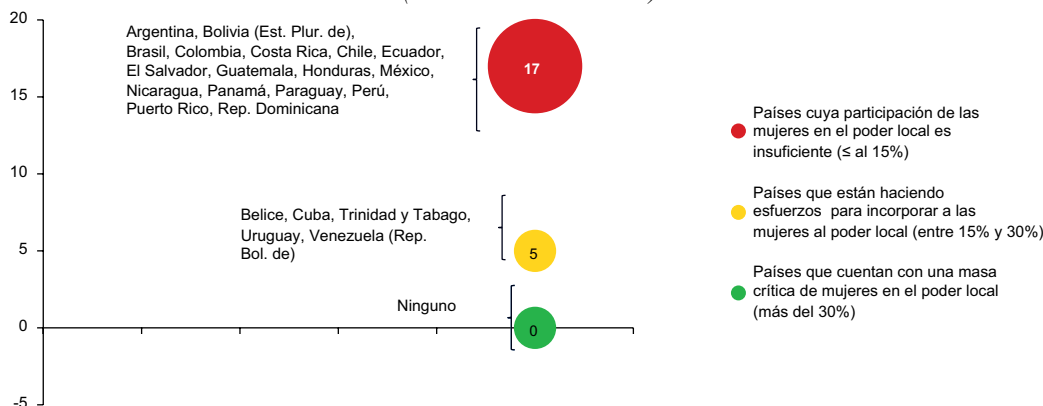 20
15
10
5
0
-5
Argentina, Bolivia (Est. Plur. de),
Brasil, Colombia, Costa Rica, Chile, Ecuador,
El Salvador, Guatemala, Honduras, México,
Nicaragua, Panamá, Paraguay, Perú,
Puerto Rico, Rep. Dominicana
17
Belice, Cuba, Trinidad y Tabago,
Uruguay, Venezuela (Rep.
Bol. de)
5
Ninguno
0
Países cuya participación de las
mujeres en el poder local es
insuficiente (≤ al 15%)
Países que están haciendo
esfuerzos para incorporar a las
mujeres al poder local (entre 15% y 30%)
Países que cuentan con una masa
crítica de mujeres en el poder local
(más del 30%)